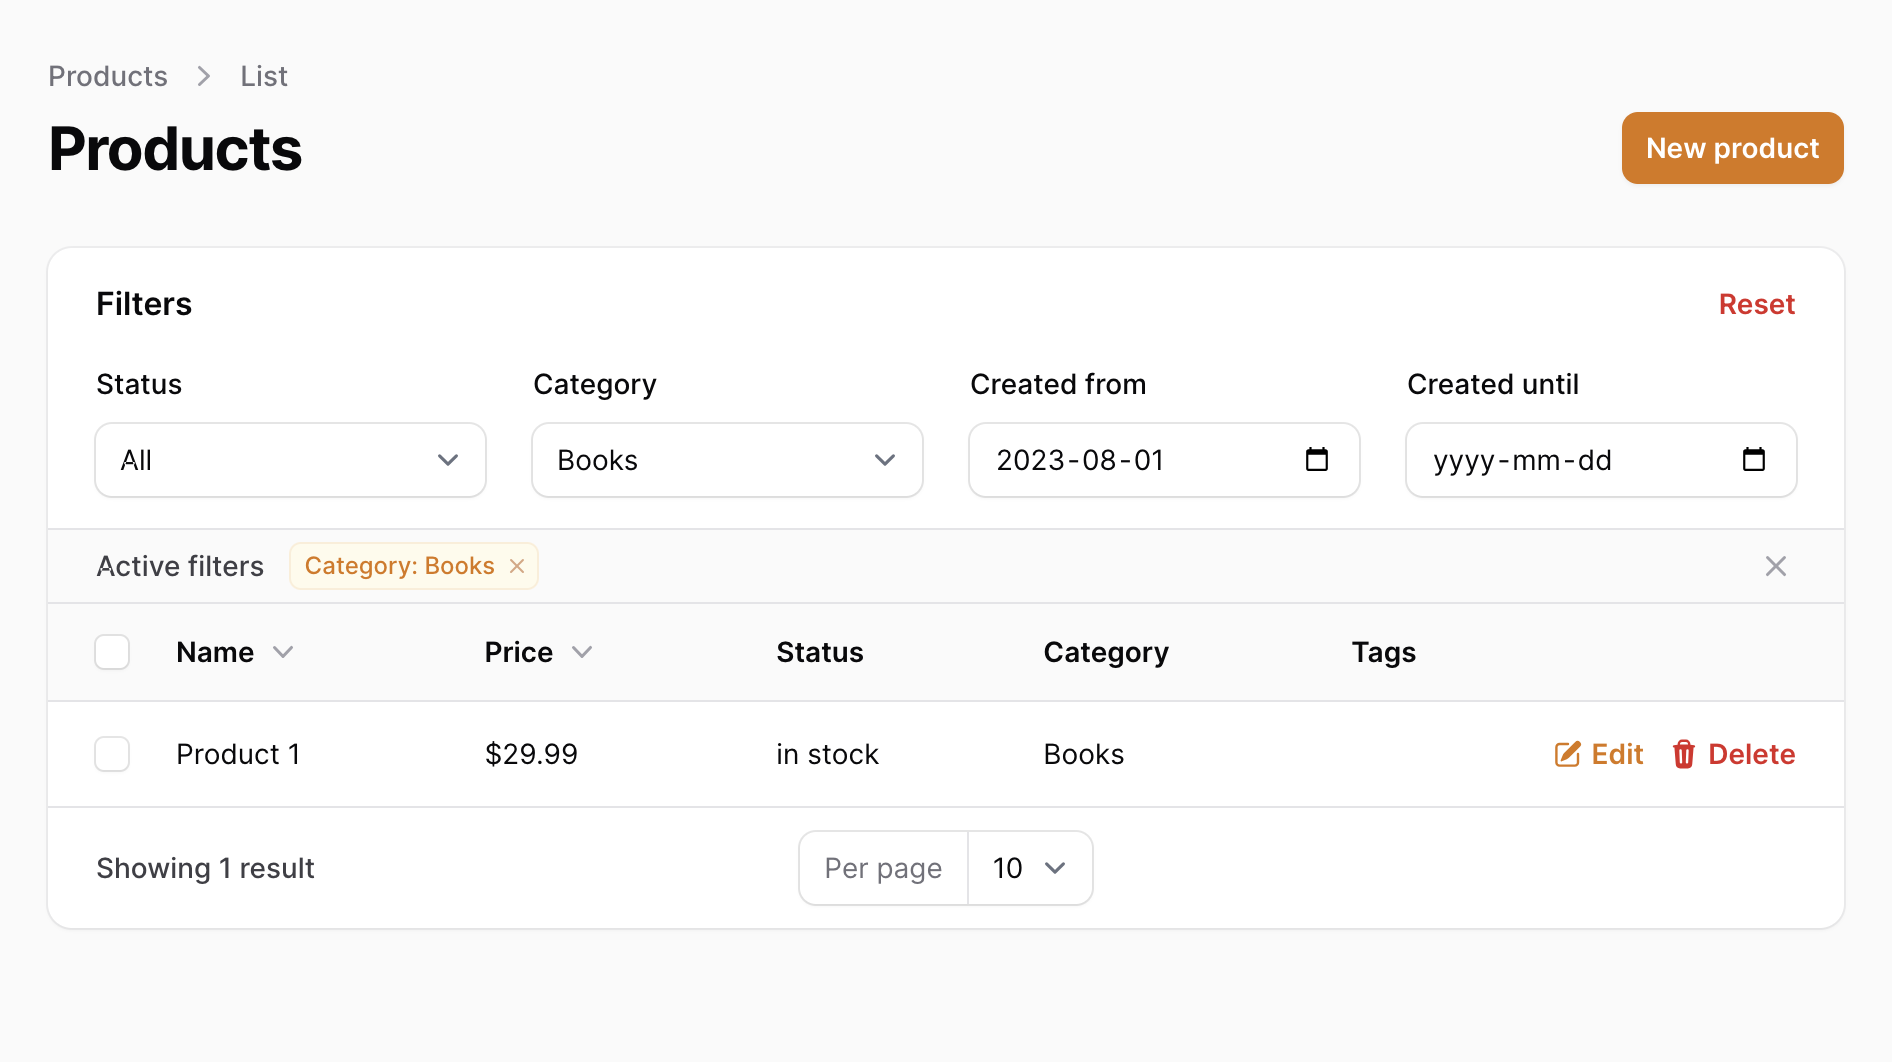 Products List
Products
New product
Filters
Reset
Status Category Created from Created until
All Books 2023-08-01 yyyy-mm-dd
Active filters Category: Books
Name Price Status Category Tags
Product 1 $29.99 in stock Books Edit Delete
Showing 1 result Per page 10